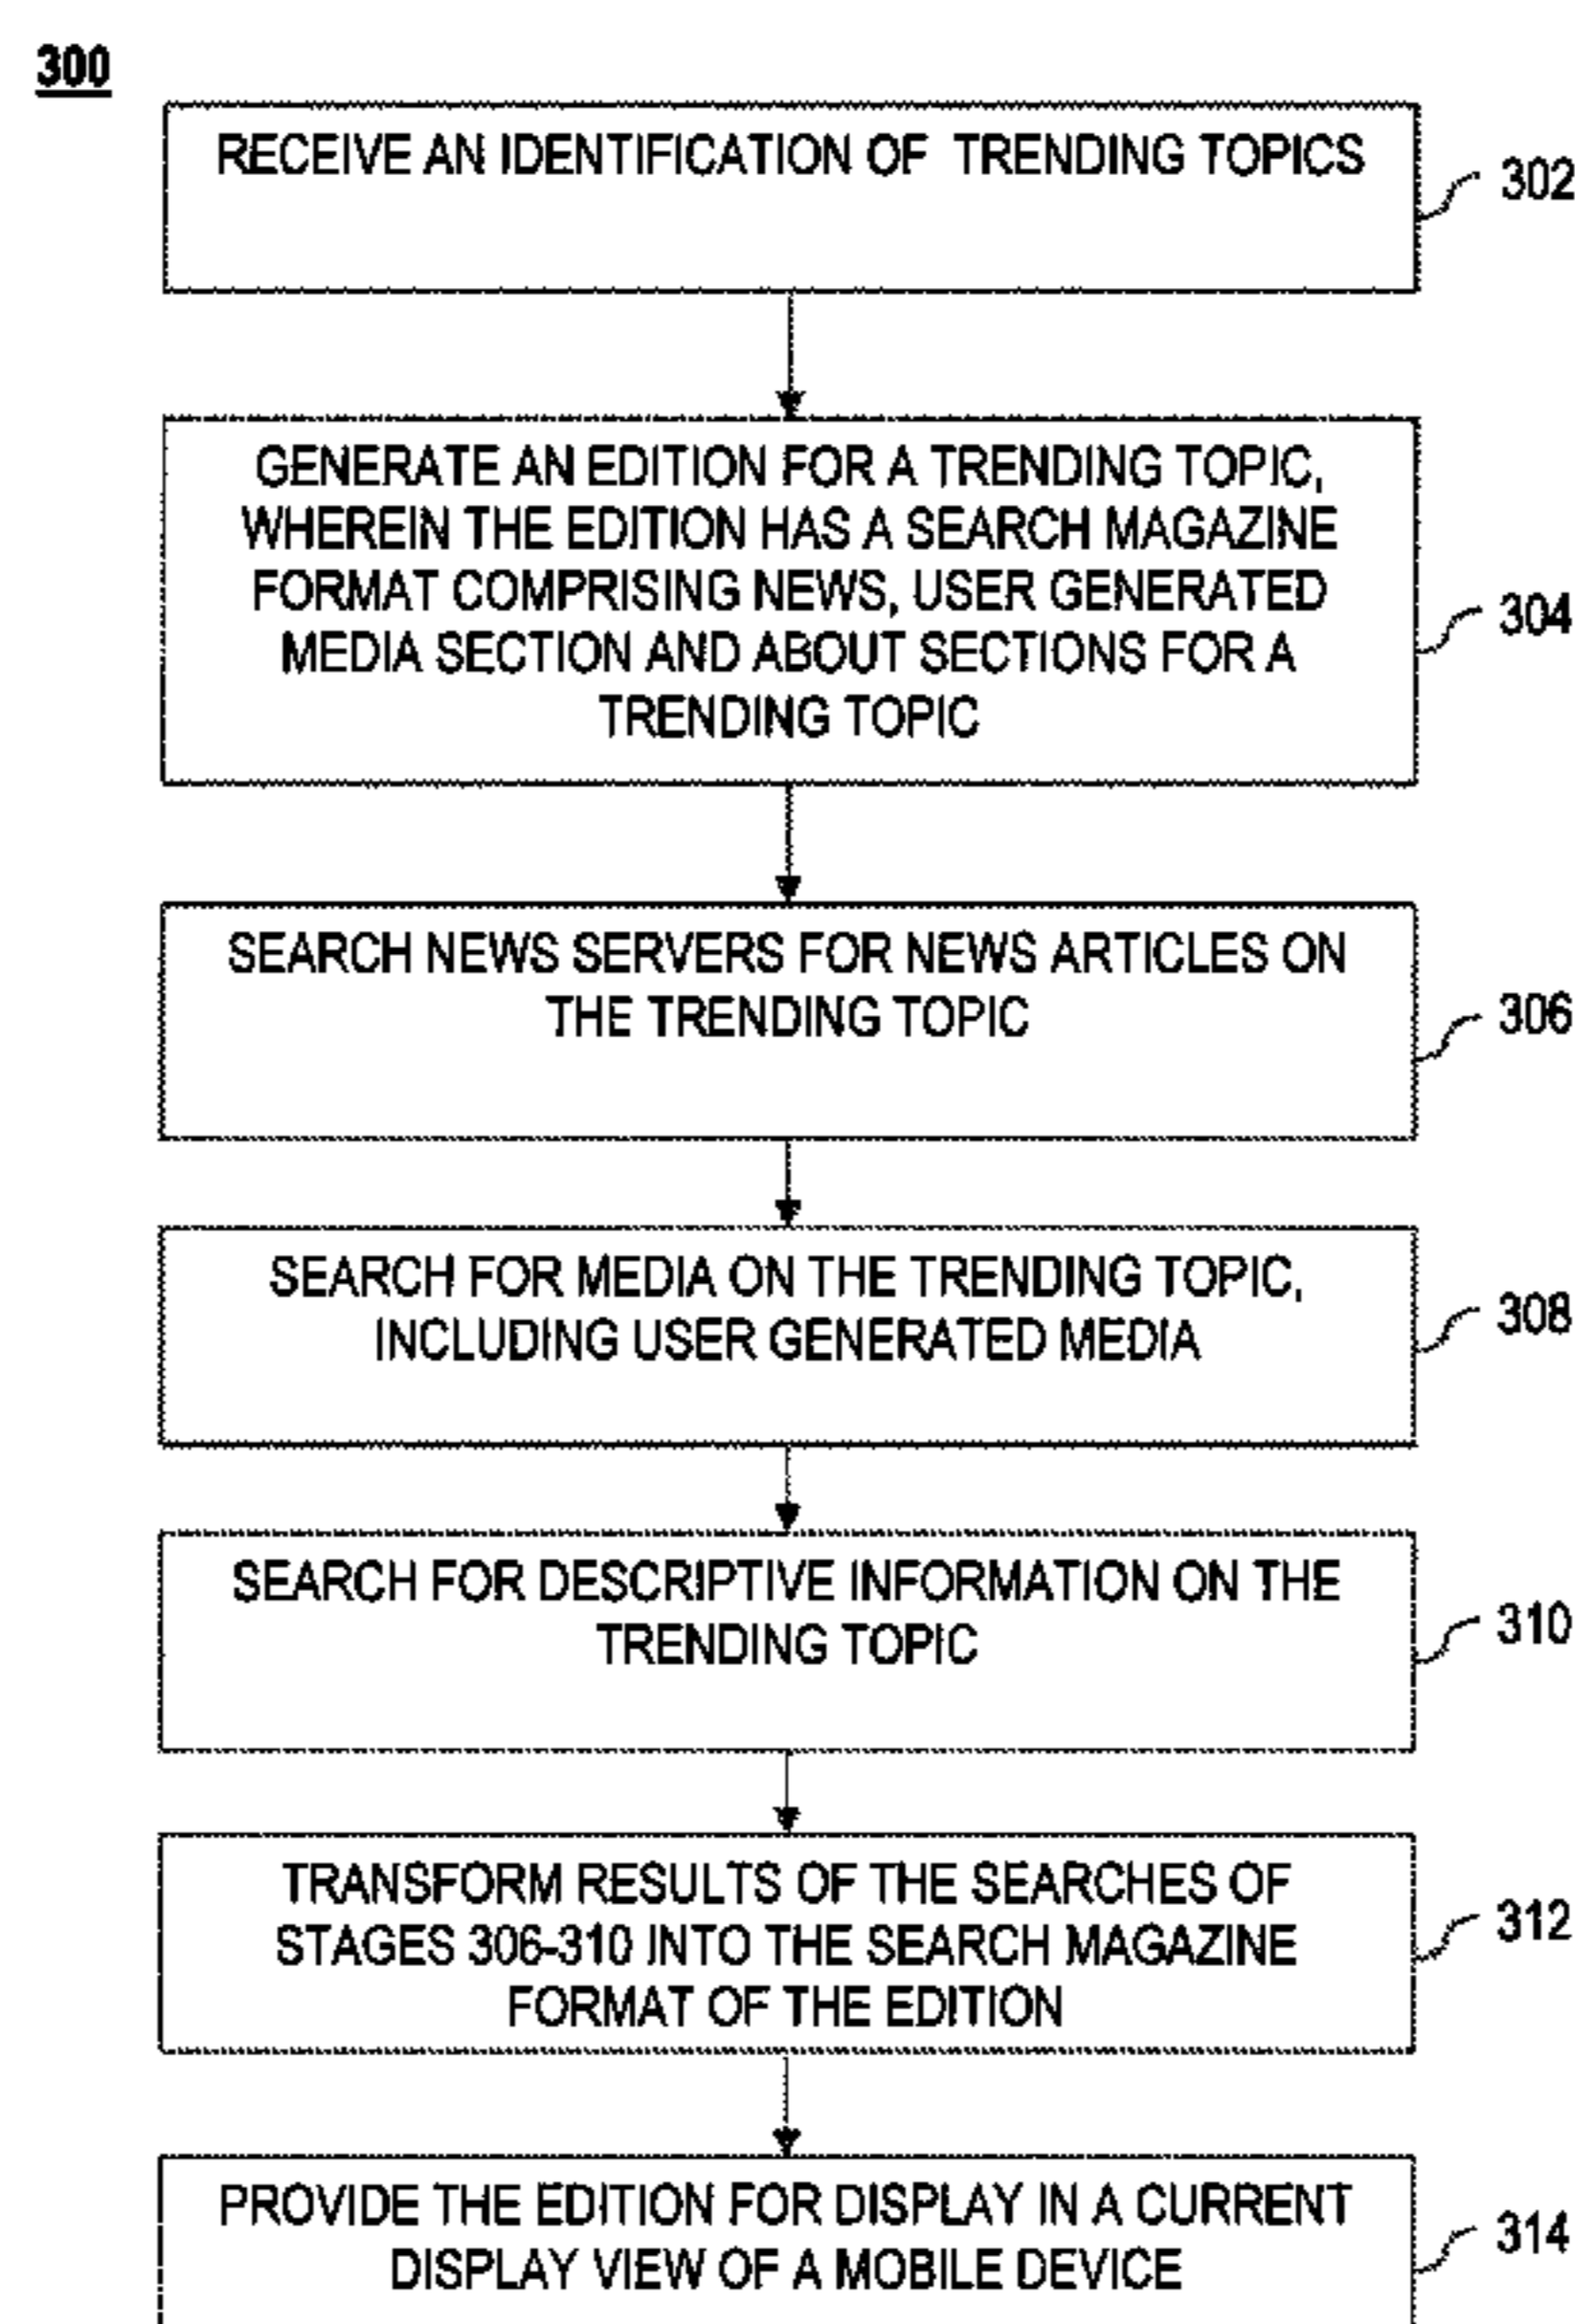 300
RECEIVE AN IDENTIFICATION OF TRENDING TOPICS
302
GENERATE AN EDITION FOR A TRENDING TOPIC,
WHEREIN THE EDITION HAS A SEARCH MAGAZINE
FORMAT COMPRISING NEWS, USER GENERATED
MEDIA SECTION AND ABOUT SECTIONS FOR A
TRENDING TOPIC
304
SEARCH NEWS SERVERS FOR NEWS ARTICLES ON
THE TRENDING TOPIC
306
SEARCH FOR MEDIA ON THE TRENDING TOPIC,
INCLUDING USER GENERATED MEDIA
308
SEARCH FOR DESCRIPTIVE INFORMATION ON THE
TRENDING TOPIC
310
TRANSFORM RESULTS OF THE SEARCHES OF
STAGES 306-310 INTO THE SEARCH MAGAZINE
FORMAT OF THE EDITION
312
PROVIDE THE EDITION FOR DISPLAY IN A CURRENT
DISPLAY VIEW OF A MOBILE DEVICE
314